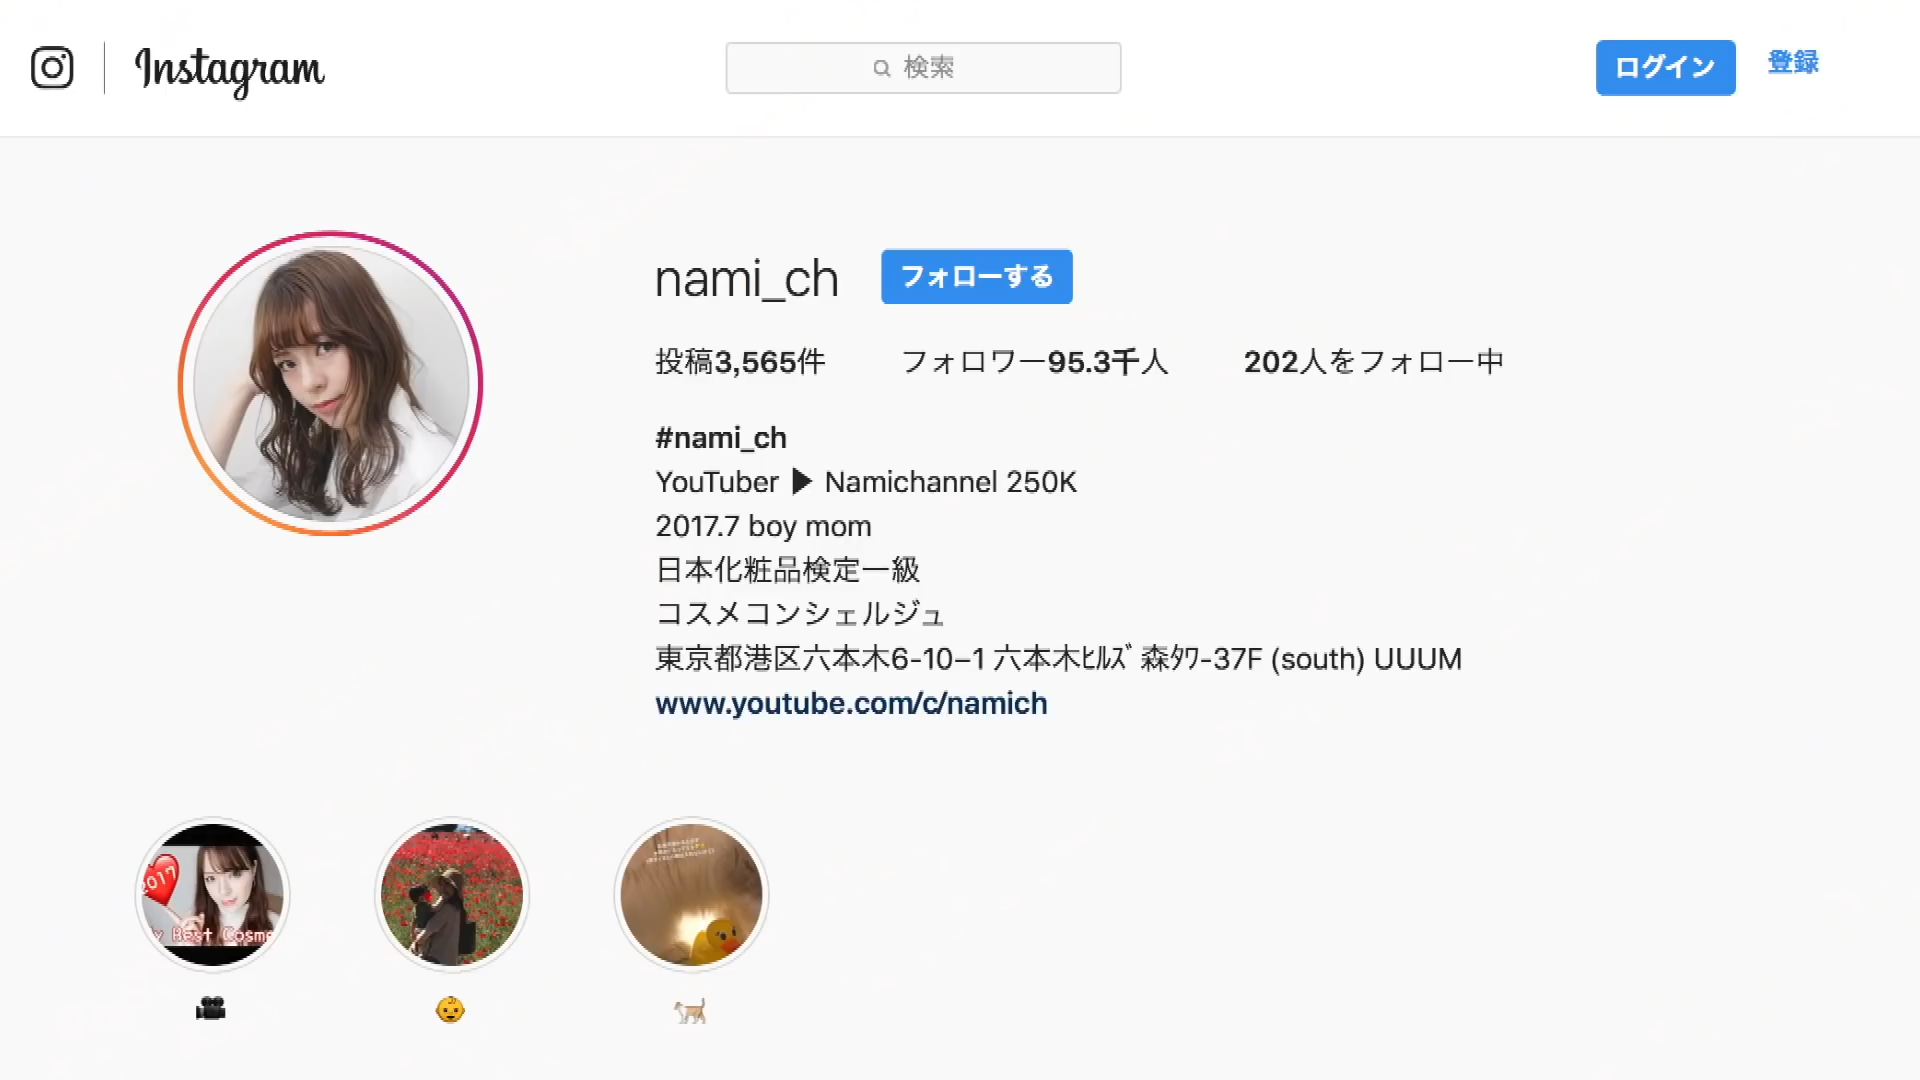 Instagram
検索
ログイン
登録
nami_ch
フォローする
投稿3,565件
フォロワー95.3千人
202人をフォロー中
#nami_ch
YouTuber ▶ Namichannel 250K
2017.7 boy mom
日本化粧品検定一級
コスメコンシェルジュ
東京都港区六本木6-10−1 六本木ﾋﾙｽﾞ森ﾀﾜ-37F (south) UUUM
www.youtube.com/c/namich
2017
y Best Cosme